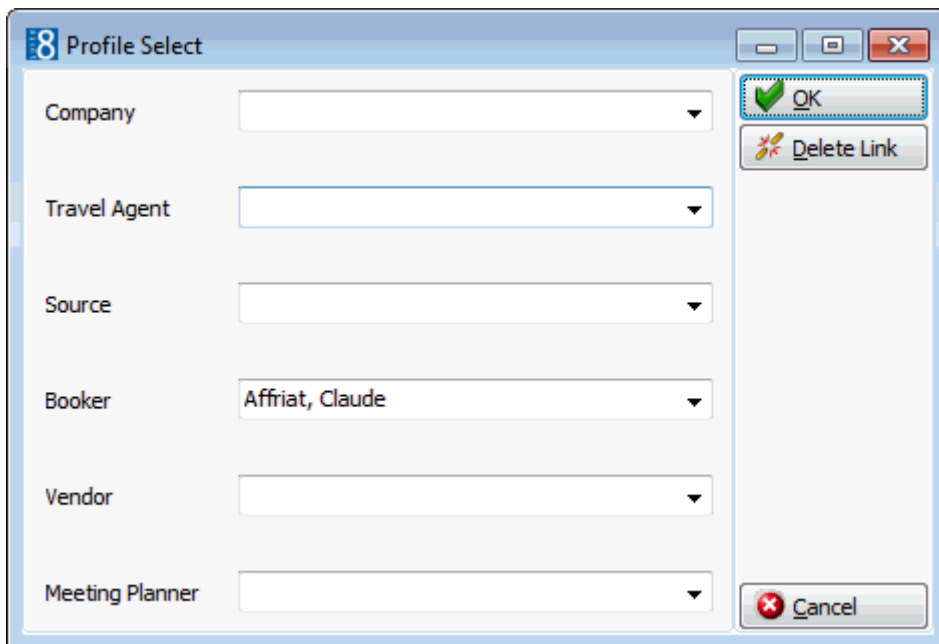 8 Profile Select
Company
OK
Delete Link
Travel Agent
Source
Booker Affriat, Claude
Vendor
Meeting Planner
Cancel